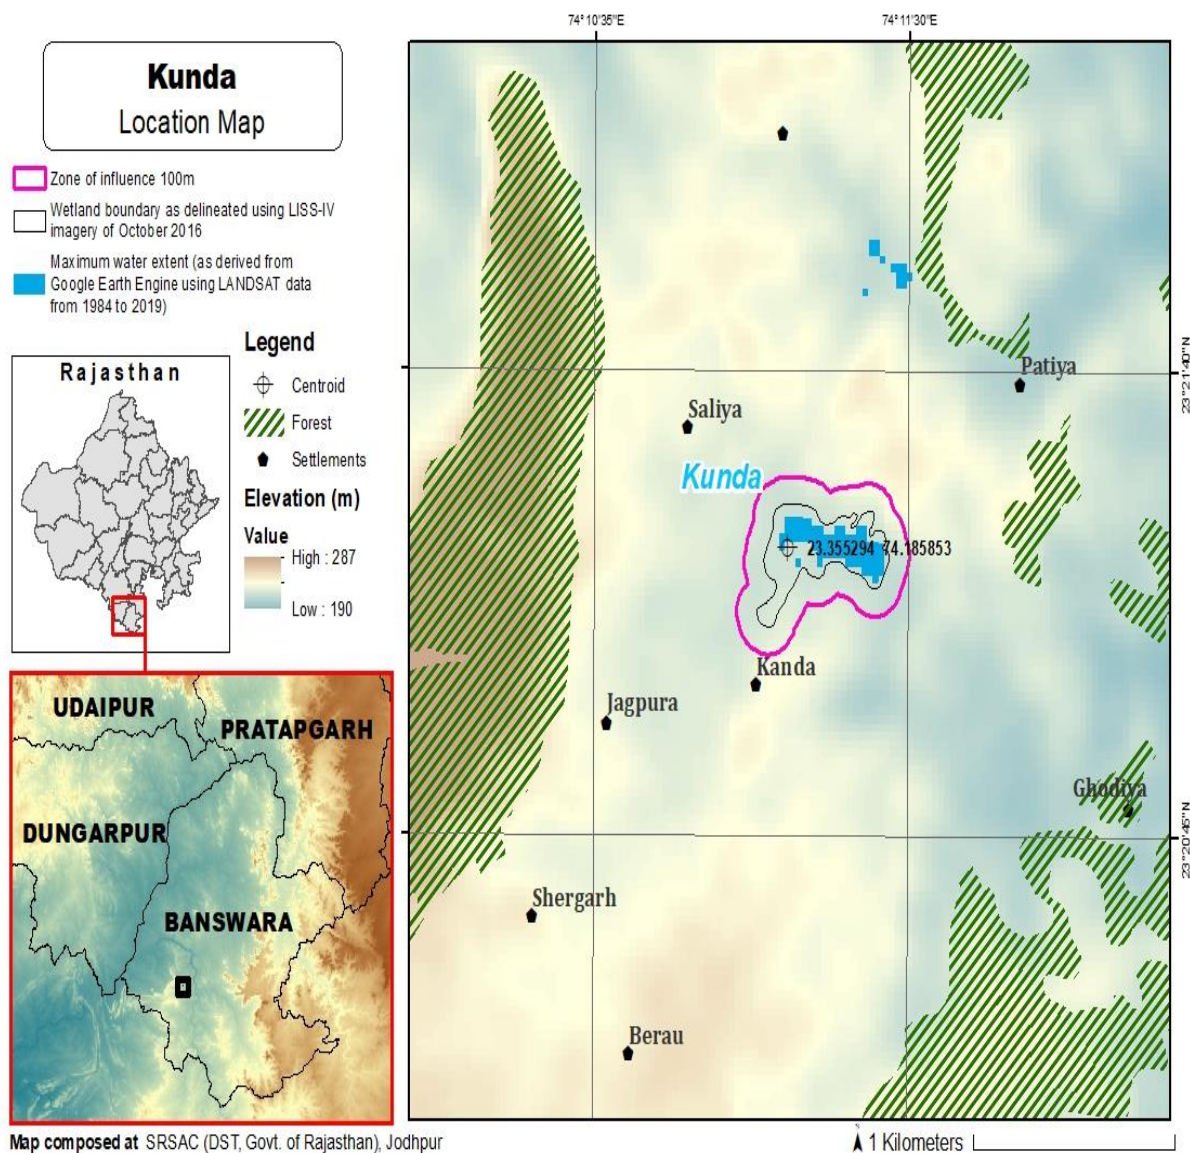 74°10'35"E
74°11'30"E
Kunda
Location Map
Zone of influence 100m
Wetland boundary as delineated using LISS-IV
imagery of October 2016
Maximum water extent (as derived from
Google Earth Engine using LANDSAT data
from 1984 to 2019)
Legend
Centroid
Forest
Settlements
Elevation (m)
Value
High : 287
Low : 190
Rajasthan
UDAIPUR
PRATAPGARH
DUNGARPUR
BANSWARA
Patiya
Saliya
Kunda
23.355294 74.185853
Kanda
Jagpura
Ghodiya
Shergarh
Berau
23°21'40"N
23°20'45"N
Map composed at SRSAC (DST, Govt. of Rajasthan), Jodhpur
1 Kilometers